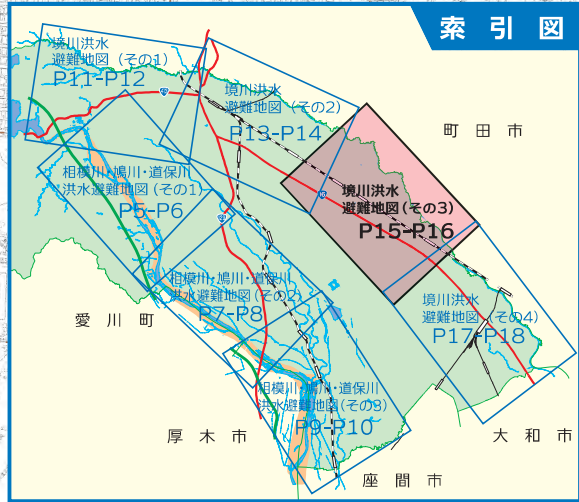 索引図
境川洪水
避難地図(その1)
P11-P12
境川洪水
避難地図(その2)
P13-P14
町田市
境川洪水
避難地図(その3)
P15-P16
相模川・鳩川・道保川
洪水避難地図(その1)
P5-P6
相模川・鳩川・道保川
洪水避難地図(その2)
P7-P8
境川洪水
避難地図(その4)
P17-P18
愛川町
相模川・鳩川・道保川
洪水避難地図(その3)
P9-P10
厚木市
大和市
座間市